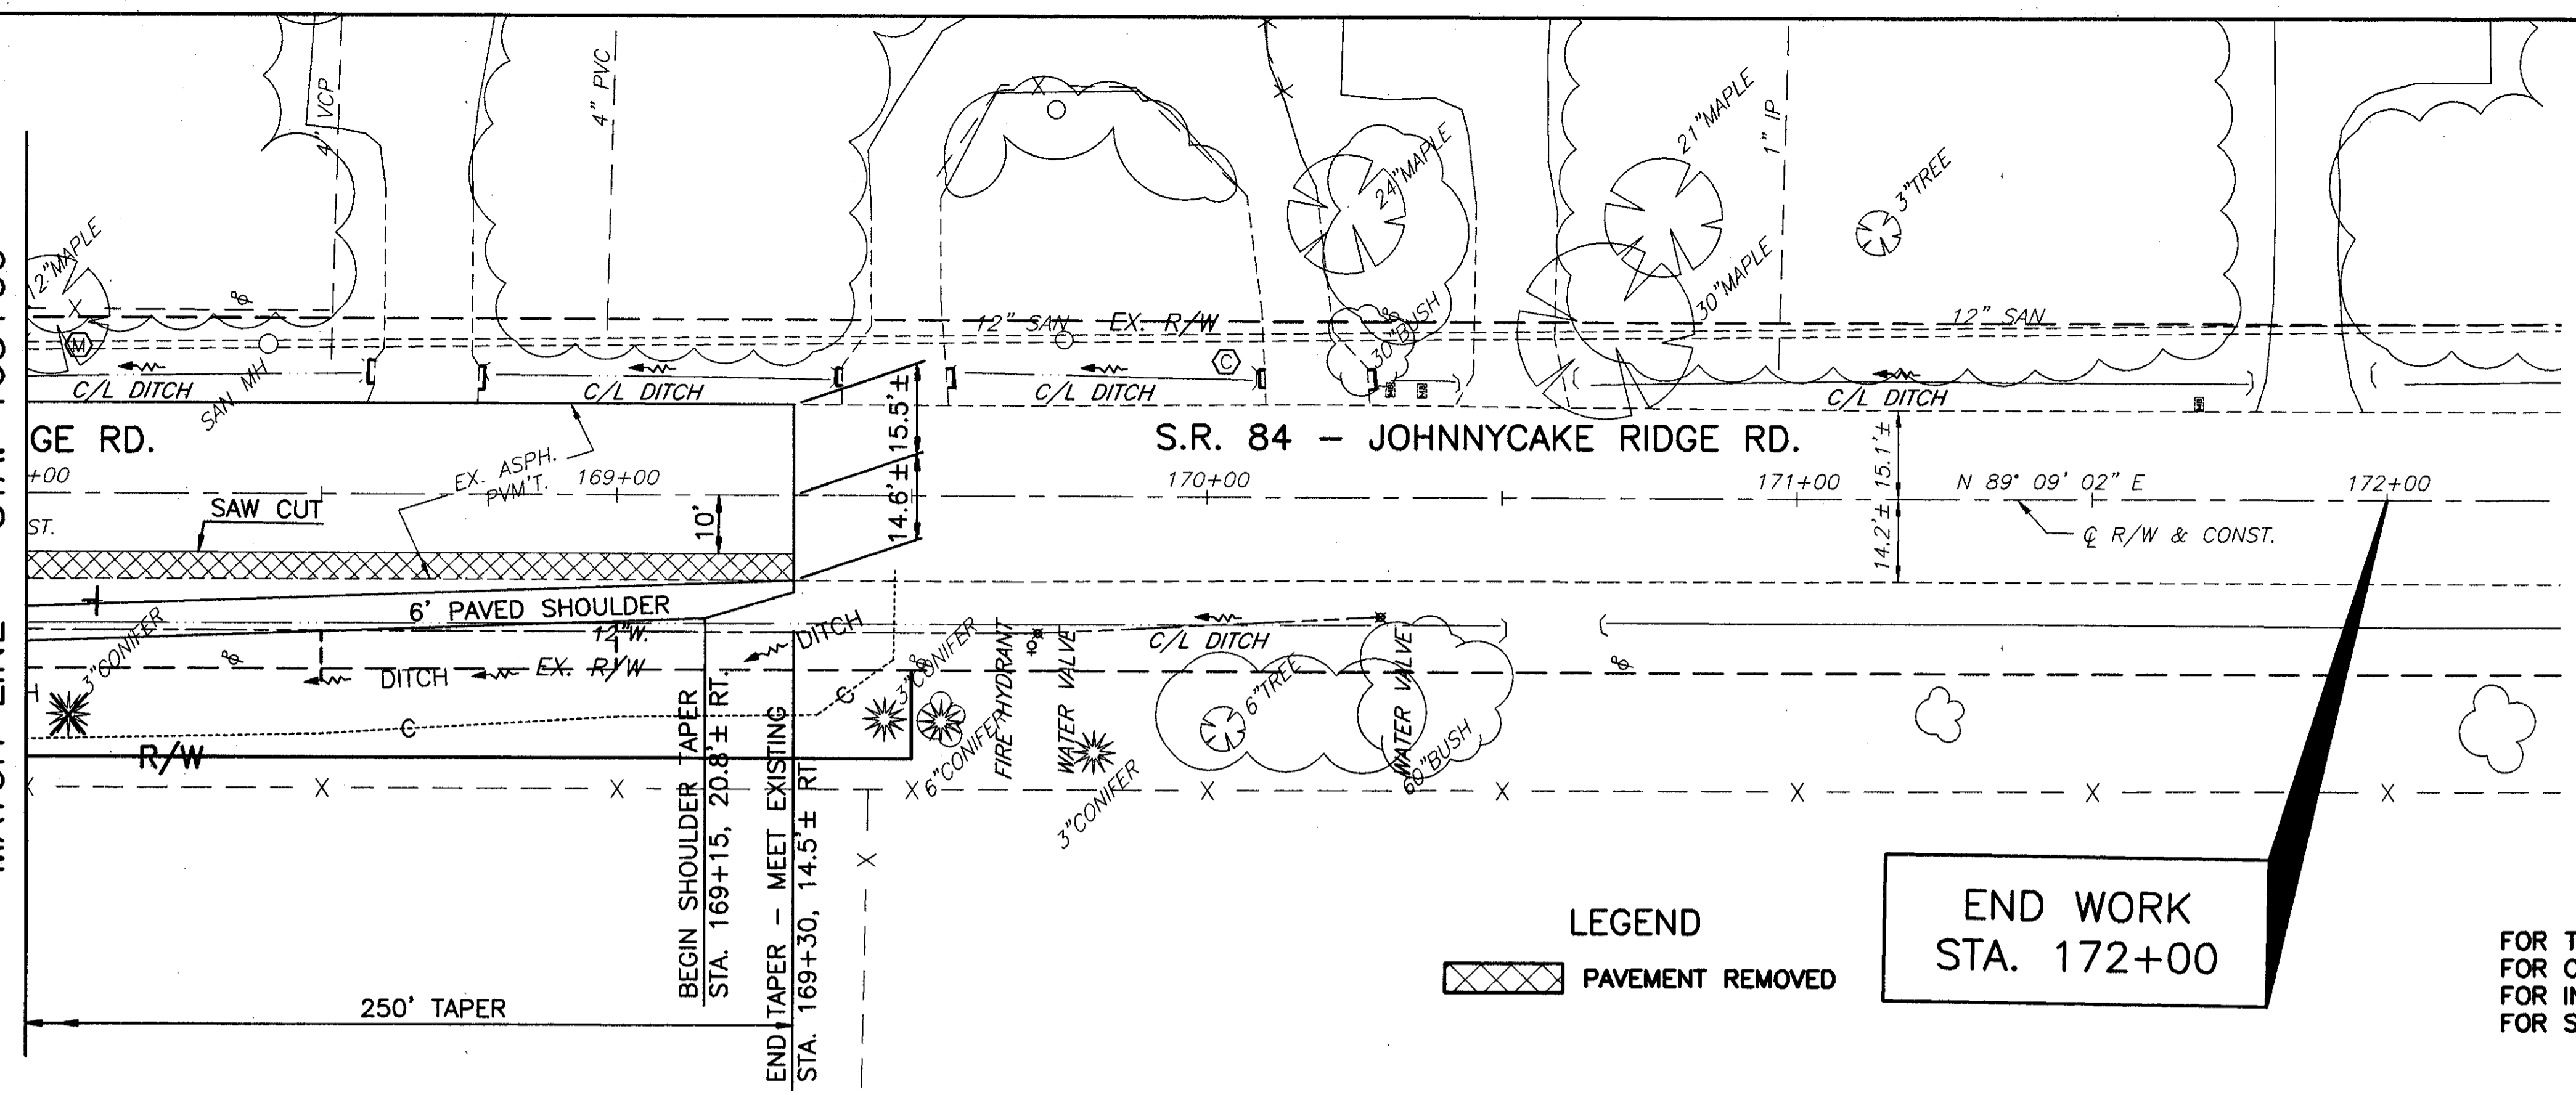 4" VCP
4" PVC
12" MAPLE
24"MAPLE
21"MAPLE
1" IP
3"TREE
30"MAPLE
30"BUSH
12" SAN
EX. R/W
12" SAN
M
C
SAN MH
C/L DITCH
C/L DITCH
C/L DITCH
C/L DITCH
GE RD.
S.R. 84 - JOHNNYCAKE RIDGE RD.
EX. ASPH.
PVM'T.
+00
169+00
170+00
171+00
N 89° 09' 02" E
172+00
15.5'±
14.6'±
15.1'±
14.2'±
10'
SAW CUT
ST.
℄ R/W & CONST.
6' PAVED SHOULDER
12"W.
DITCH
C/L DITCH
3"CONIFER
DITCH
EX. R/W
H
C
C
R/W
3"CONIFER
6"CONIFER
FIRE HYDRANT
WATER VALVE
3"CONIFER
6"TREE
WATER VALVE
60"BUSH
X X X X X X X X X
X
BEGIN SHOULDER TAPER
STA. 169+15, 20.8'± RT.
END TAPER - MEET EXISTING
STA. 169+30, 14.5'± RT.
250' TAPER
LEGEND
PAVEMENT REMOVED
END WORK
STA. 172+00
FOR T
FOR
FOR IN
FOR S